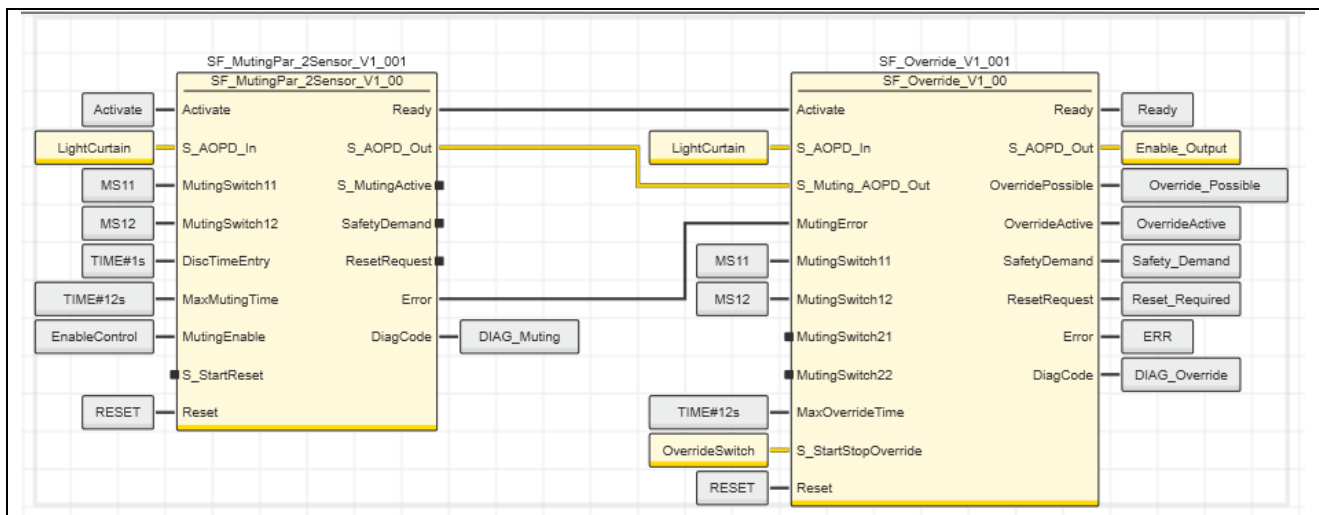 SF_MutingPar_2Sensor_V1_001
SF_MutingPar_2Sensor_V1_00
Activate
Activate
Ready
LightCurtain
S_AOPD_In
S_AOPD_Out
MS11
MutingSwitch11
S_MutingActive
MS12
MutingSwitch12
SafetyDemand
TIME#1s
DiscTimeEntry
ResetRequest
TIME#12s
MaxMutingTime
Error
EnableControl
MutingEnable
DiagCode
DIAG_Muting
S_StartReset
RESET
Reset
SF_Override_V1_001
SF_Override_V1_00
Activate
Ready
Ready
LightCurtain
S_AOPD_In
S_AOPD_Out
Enable_Output
S_Muting_AOPD_Out
OverridePossible
Override_Possible
MutingError
OverrideActive
OverrideActive
MS11
MutingSwitch11
SafetyDemand
Safety_Demand
MS12
MutingSwitch12
ResetRequest
Reset_Required
MutingSwitch21
Error
ERR
MutingSwitch22
DiagCode
DIAG_Override
TIME#12s
MaxOverrideTime
OverrideSwitch
S_StartStopOverride
RESET
Reset